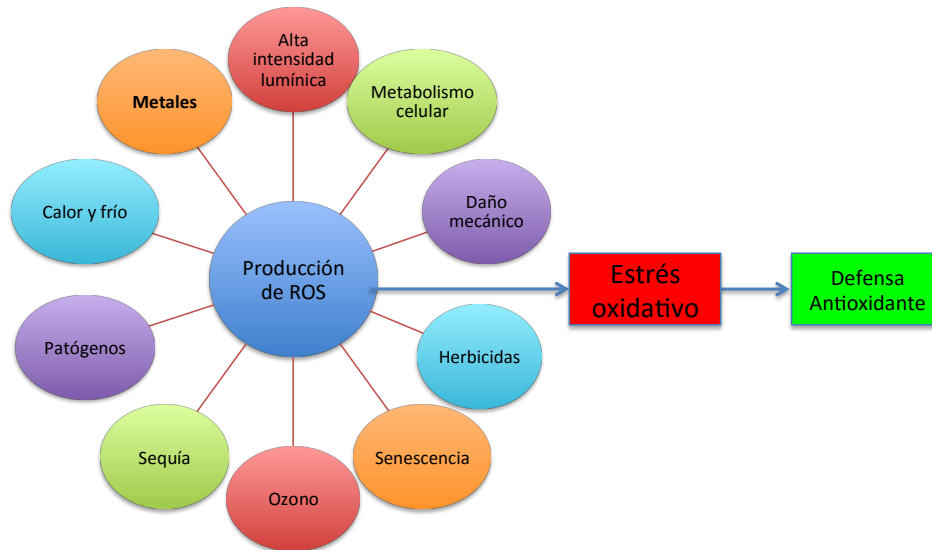 Alta
intensidad
lumínica
Metabolismo
celular
Daño
mecánico
Herbicidas
Senescencia
Ozono
Sequía
Patógenos
Calor y frío
Metales
Producción
de ROS
Estrés
oxidativo
Defensa
Antioxidante